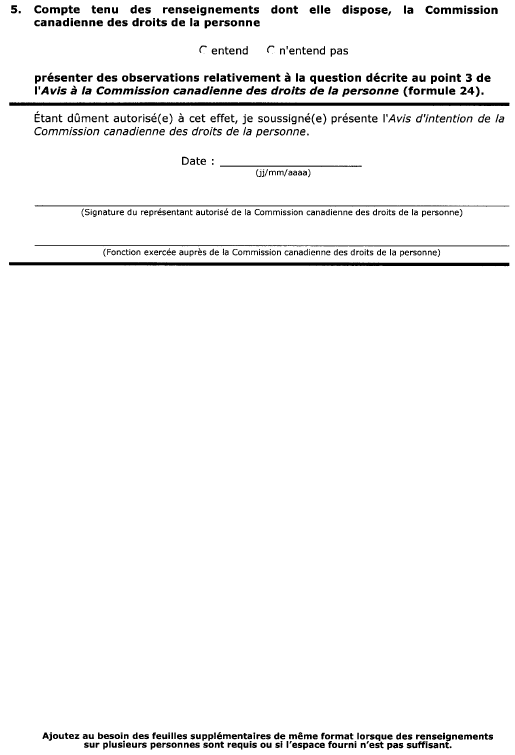 5. Compte tenu des renseignements dont elle dispose, la Commission
canadienne des droits de la personne
entend n'entend pas
présenter des observations relativement à la question décrite au point 3 de
l'Avis à la Commission canadienne des droits de la personne (formule 24).
Étant dûment autorisé(e) à cet effet, je soussigné(e) présente l'Avis d'intention de la
Commission canadienne des droits de la personne.
Date :
(jj/mm/aaaa)
(Signature du représentant autorisé de la Commission canadienne des droits de la personne)
(Fonction exercée auprès de la Commission canadienne des droits de la personne)
Ajoutez au besoin des feuilles supplémentaires de même format lorsque des renseignements
sur plusieurs personnes sont requis ou si l'espace fourni n'est pas suffisant.